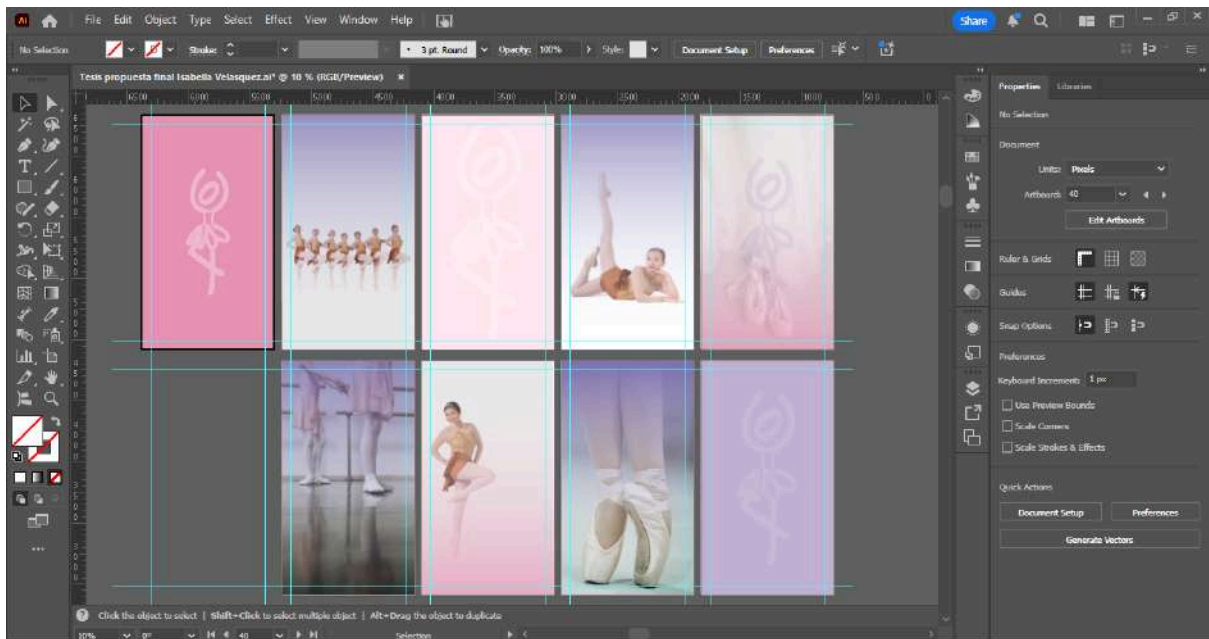 Ai File Edit Object Type Select Effect View Window Help Share
No Selection Stroke: 3 pt. Round Opacity: 100% Style: Document Setup Preferences
Tesis propuesta final Isabella Velasquez.ai* @ 10 % (RGB/Preview) ×
Properties Libraries
No Selection
Document
Units: Pixels
Artboard: 40
Edit Artboards
Ruler & Grids
Guides
Snap Options
Preferences
Keyboard Increment: 1 px
Use Preview Bounds
Scale Corners
Scale Strokes & Effects
Quick Actions
Document Setup Preferences
Generate Vectors
Click the object to select | Shift+Click to select multiple object | Alt+Drag the object to duplicate
10% 0° 40 Selection